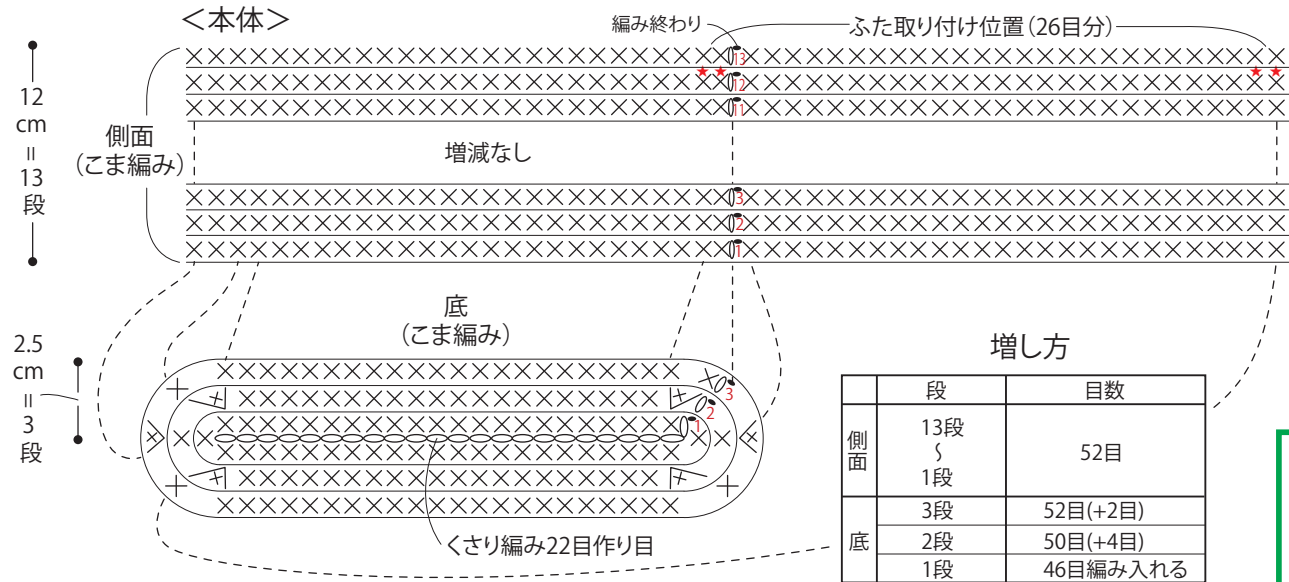 <本体>
編み終わり
ふた取り付け位置(26目分)
12
cm
=
13
段
側面
(こま編み)
13
12
11
増減なし
3
2
1
底
(こま編み)
2.5
cm
=
3
段
3
2
1
くさり編み22目作り目
増し方
段 目数
側面 13段〜1段 52目
底 3段 52目(+2目)
2段 50目(+4目)
1段 46目編み入れる